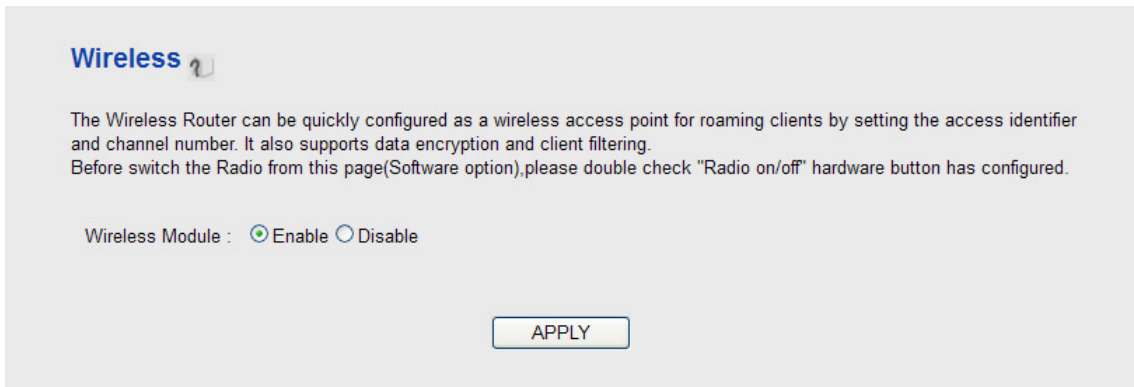 Wireless
The Wireless Router can be quickly configured as a wireless access point for roaming clients by setting the access identifier
and channel number. It also supports data encryption and client filtering.
Before switch the Radio from this page(Software option),please double check "Radio on/off" hardware button has configured.
Wireless Module : Enable Disable
APPLY